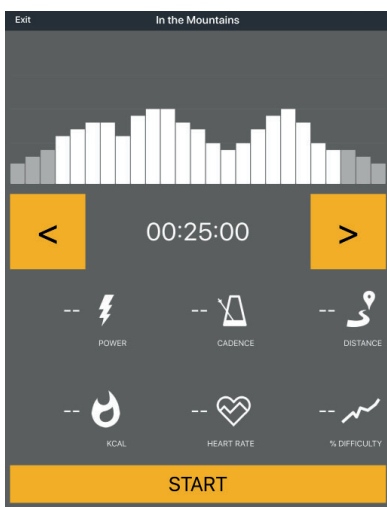 Exit In the Mountains
< 00:25:00 >
-- -- --
POWER CADENCE DISTANCE
-- -- --
KCAL HEART RATE % DIFFICULTY
START